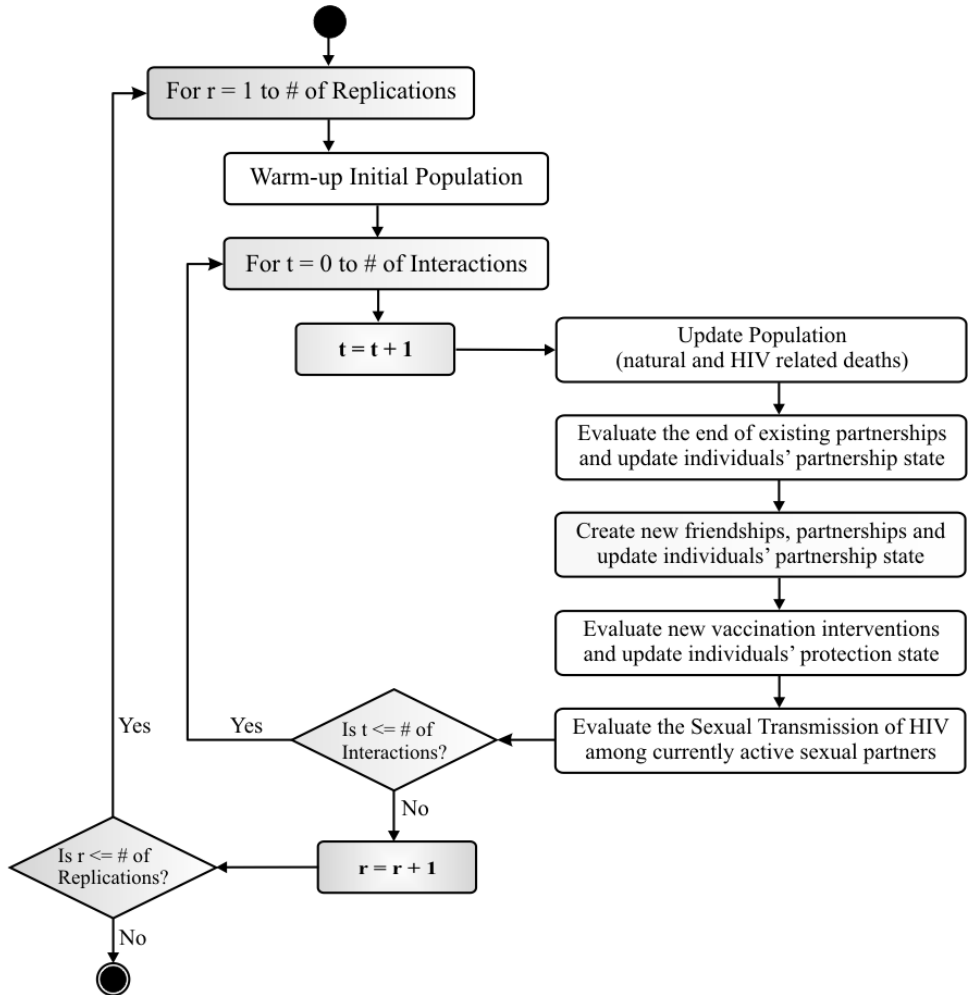 For r = 1 to # of Replications
Warm-up Initial Population
For t = 0 to # of Interactions
t = t + 1
Update Population
(natural and HIV related deaths)
Evaluate the end of existing partnerships
and update individuals’ partnership state
Create new friendships, partnerships and
update individuals’ partnership state
Evaluate new vaccination interventions
and update individuals’ protection state
Evaluate the Sexual Transmission of HIV
among currently active sexual partners
Is t <= # of
Interactions?
Yes
No
r = r + 1
Is r <= # of
Replications?
Yes
No